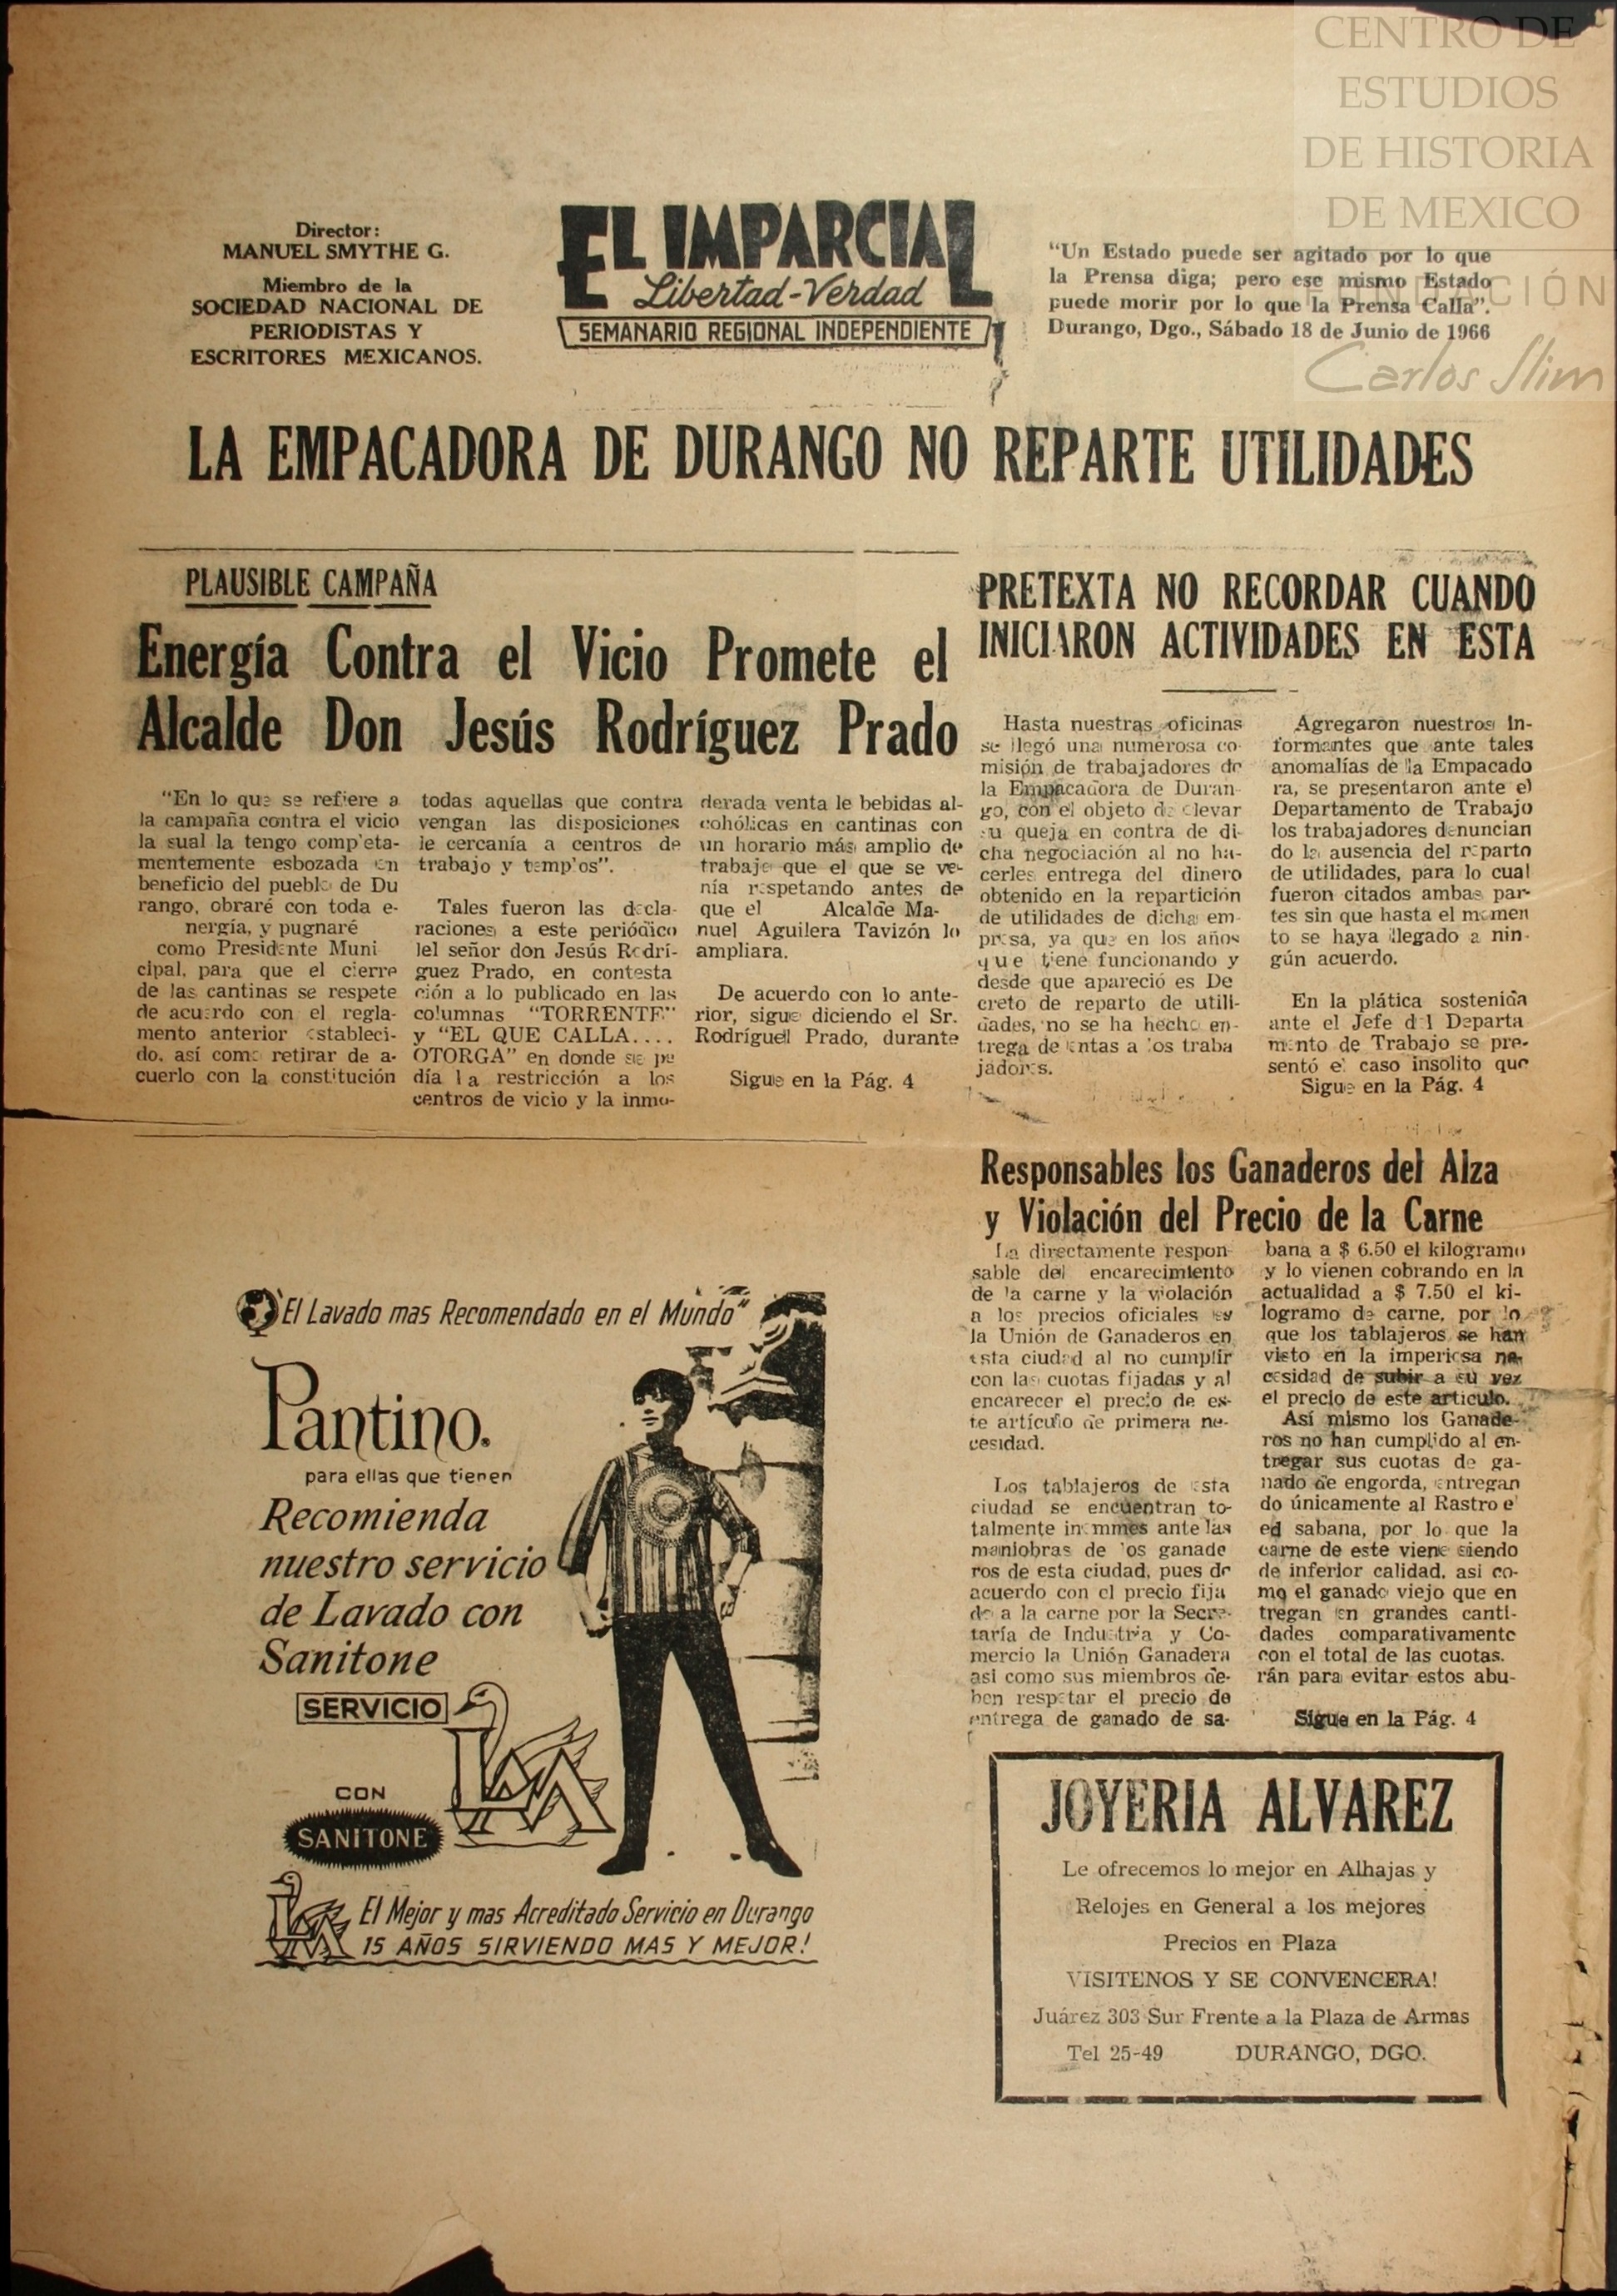 CENTRO DE
ESTUDIOS
DE HISTORIA
DE MEXICO
Carlos Slim
Director:
MANUEL SMYTHE G.
Miembro de la
SOCIEDAD NACIONAL DE
PERIODISTAS Y
ESCRITORES MEXICANOS.
EL IMPARCIAL
Libertad-Verdad
SEMANARIO REGIONAL INDEPENDIENTE
"Un Estado puede ser agitado por lo que
la Prensa diga; pero ese mismo Estado
puede morir por lo que la Prensa Calla".
Durango, Dgo., Sábado 18 de Junio de 1966
LA EMPACADORA DE DURANGO NO REPARTE UTILIDADES
PLAUSIBLE CAMPAÑA
Energía Contra el Vicio Promete el
Alcalde Don Jesús Rodríguez Prado
"En lo que se refiere a
la campaña contra el vicio
la sual la tengo comp'eta-
mentemente esbozada en
beneficio del pueblo de Du
rango, obraré con toda e-
nergía, y pugnaré
como Presidente Muni
cipal, para que el cierre
de las cantinas se respete
de acuerdo con el regla-
mento anterior estableci-
do, así como retirar de a-
cuerlo con la constitución
todas aquellas que contra
vengan las disposiciones
le cercanía a centros de
trabajo y temp'os".
Tales fueron las decla-
raciones a este periódico
lel señor don Jesús Rodrí-
guez Prado, en contesta
ción a lo publicado en las
columnas "TORRENTE"
y "EL QUE CALLA....
OTORGA" en donde se pe
día la restricción a los
centros de vicio y la inmo-
derada venta le bebidas al-
cohólicas en cantinas con
un horario más amplio de
trabajo que el que se ve-
nía respetando antes de
que el Alcalde Ma-
nuel Aguilera Tavizón lo
ampliara.
De acuerdo con lo ante-
rior, sigue diciendo el Sr.
Rodríguell Prado, durante
Sigue en la Pág. 4
PRETEXTA NO RECORDAR CUANDO
INICIARON ACTIVIDADES EN ESTA
Hasta nuestras oficinas
se llegó una numerosa co-
misión de trabajadores de
la Empacadora de Duran-
go, con el objeto de elevar
su queja en contra de di-
cha negociación al no ha-
cerles entrega del dinero
obtenido en la repartición
de utilidades de dicha em-
presa, ya que en los años
que tiene funcionando y
desde que apareció es De
creto de reparto de utili-
dades, no se ha hecho en-
trega de entas a los traba
jadores.
Agregaron nuestros in-
formantes que ante tales
anomalías de la Empacado
ra, se presentaron ante el
Departamento de Trabajo
los trabajadores denuncian
do la ausencia del reparto
de utilidades, para lo cual
fueron citados ambas par-
tes sin que hasta el momen
to se haya llegado a nin-
gún acuerdo.
En la plática sostenida
ante el Jefe del Departa
mento de Trabajo se pre-
sentó e' caso insolito que
Sigue en la Pág. 4
Responsables los Ganaderos del Alza
y Violación del Precio de la Carne
La directamente respon-
sable del encarecimiento
de la carne y la violación
a los precios oficiales es
la Unión de Ganaderos en
esta ciudad al no cumplir
con las cuotas fijadas y al
encarecer el precio de es-
te artículo de primera ne-
cesidad.
Los tablajeros de esta
ciudad se encuentran to-
talmente inermmes ante las
maniobras de los ganade
ros de esta ciudad, pues de
acuerdo con el precio fija
do a la carne por la Secre-
taría de Industria y Co-
mercio la Unión Ganadera
asi como sus miembros de-
ben respetar el precio de
entrega de ganado de sa-
bana a $ 6.50 el kilogramo
y lo vienen cobrando en la
actualidad a $ 7.50 el ki-
logramo de carne, por lo
que los tablajeros se han
visto en la imperiosa ne-
cesidad de subir a su vez
el precio de este articulo.
Así mismo los Ganade-
ros no han cumplido al en-
tregar sus cuotas de ga-
nado de engorda, entregan
do únicamente al Rastro e'
ed sabana, por lo que la
carne de este viene siendo
de inferior calidad, asi co-
mo el ganado viejo que en
tregan en grandes canti-
dades comparativamente
con el total de las cuotas.
rán para evitar estos abu-
Sigue en la Pág. 4
"El Lavado mas Recomendado en el Mundo"
Pantino.
para ellas que tienen
Recomienda
nuestro servicio
de Lavado con
Sanitone
SERVICIO
LA
CON
SANITONE
LA
El Mejor y mas Acreditado Servicio en Durango
15 AÑOS SIRVIENDO MAS Y MEJOR!
JOYERIA ALVAREZ
Le ofrecemos lo mejor en Alhajas y
Relojes en General a los mejores
Precios en Plaza
VISITENOS Y SE CONVENCERA!
Juárez 303 Sur Frente a la Plaza de Armas
Tel 25-49 DURANGO, DGO.